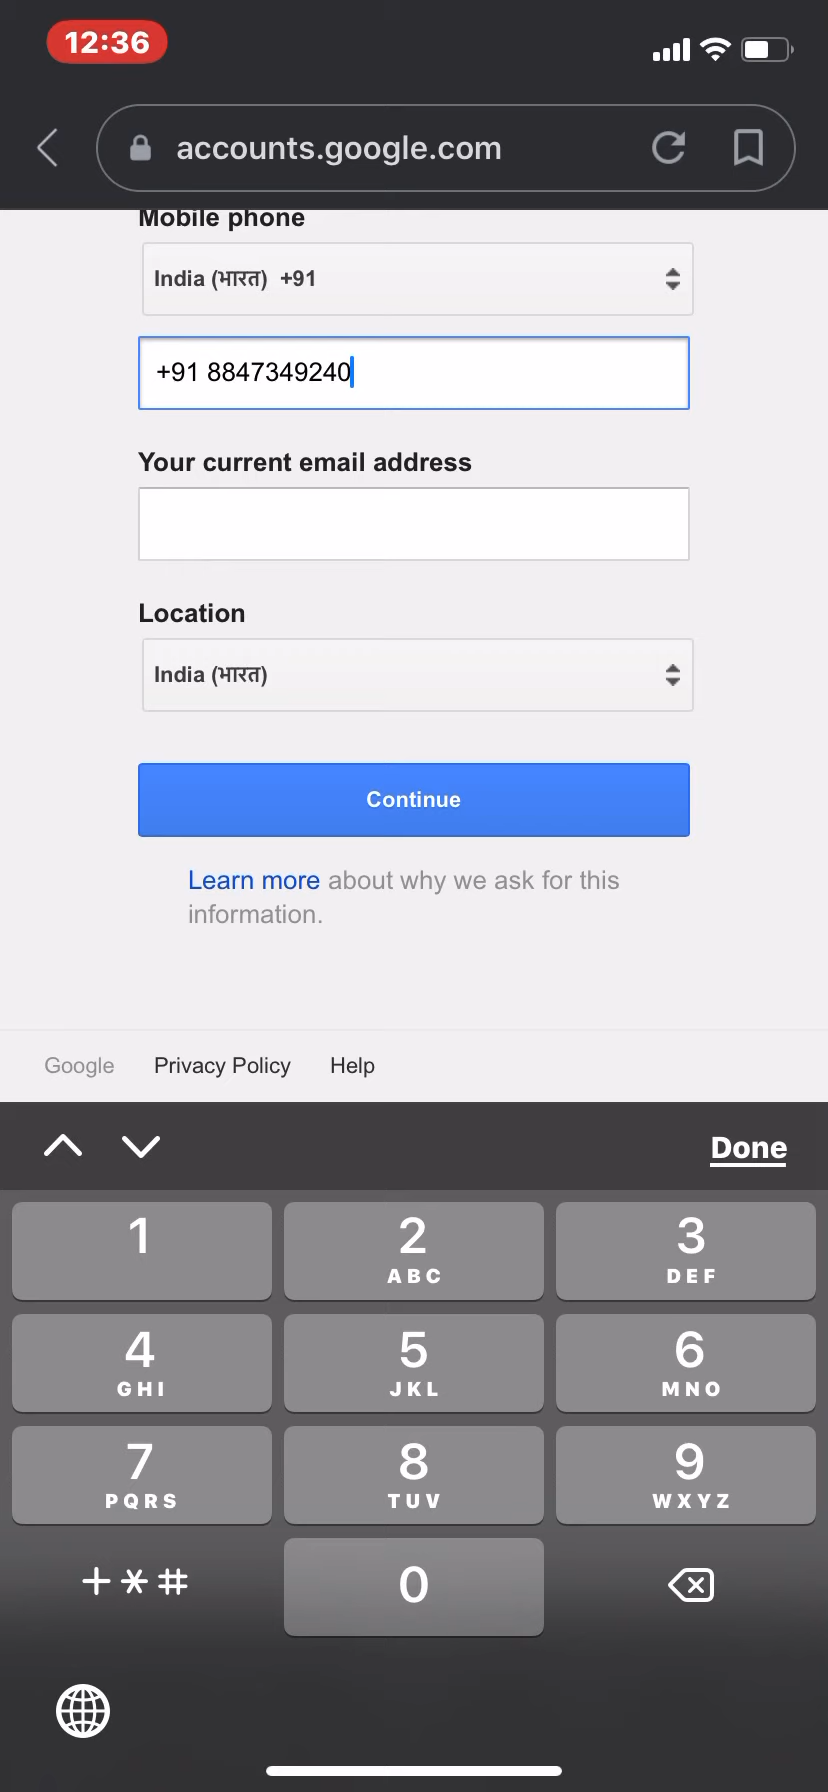 12:36
accounts.google.com
Mobile phone
India (भारत) +91
+91 8847349240
Your current email address
Location
India (भारत)
Continue
Learn more about why we ask for this
information.
Google Privacy Policy Help
Done
1 2 3
ABC DEF
4 5 6
GHI JKL MNO
7 8 9
PQRS TUV WXYZ
+*# 0